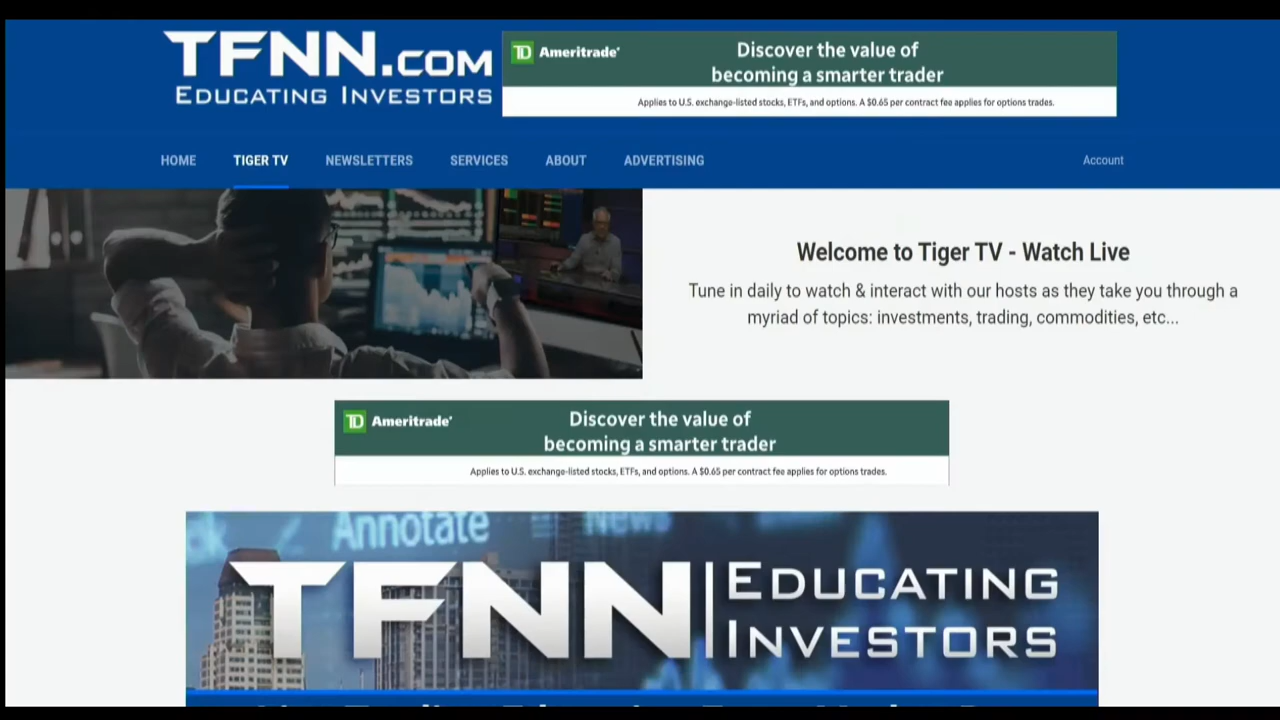 TFNN.COM
EDUCATING INVESTORS
TD Ameritrade
Discover the value of
becoming a smarter trader
Applies to U.S. exchange-listed stocks, ETFs, and options. A $0.65 per contract fee applies for options trades.
HOME TIGER TV NEWSLETTERS SERVICES ABOUT ADVERTISING Account
Welcome to Tiger TV - Watch Live
Tune in daily to watch & interact with our hosts as they take you through a
myriad of topics: investments, trading, commodities, etc...
TD Ameritrade
Discover the value of
becoming a smarter trader
Applies to U.S. exchange-listed stocks, ETFs, and options. A $0.65 per contract fee applies for options trades.
Annotate News
TFNN EDUCATING
INVESTORS